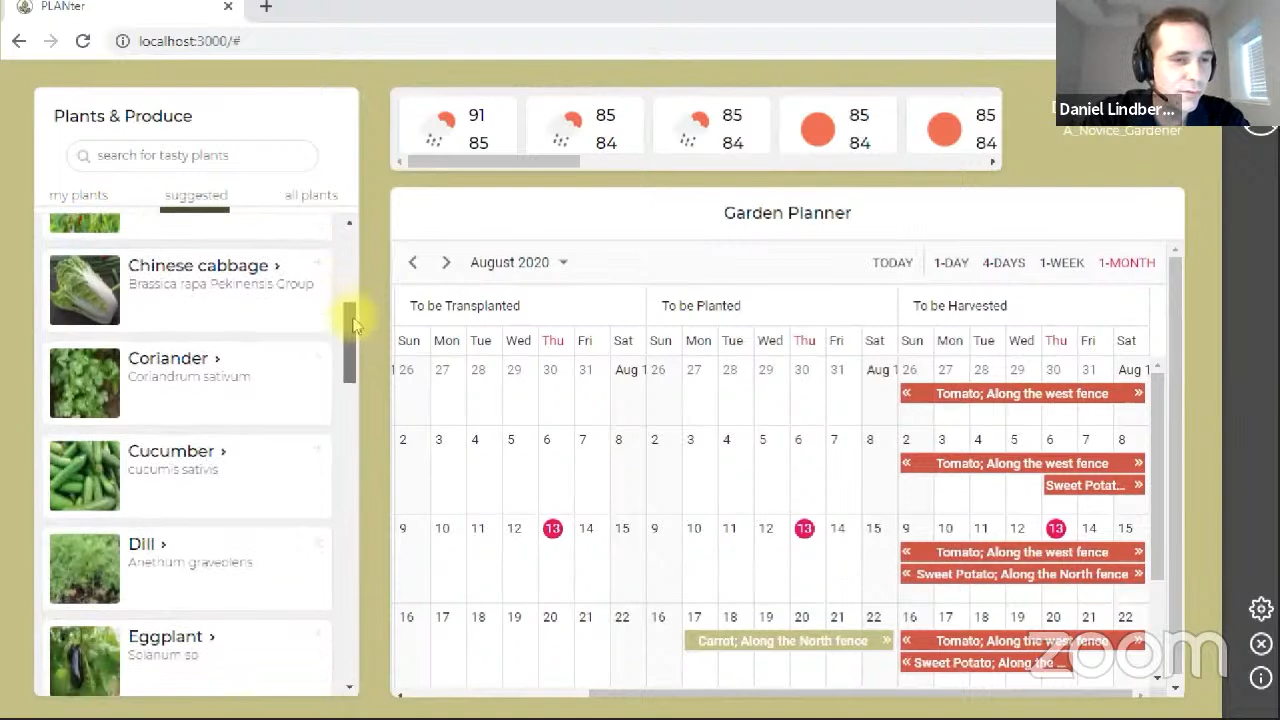 PLANter
localhost:3000/#
Daniel Lindber...
A_Novice_Gardener
Plants & Produce
search for tasty plants
my plants suggested all plants
Chinese cabbage ›
Brassica rapa Pekinensis Group
Coriander ›
Coriandrum sativum
Cucumber ›
cucumis sativis
Dill ›
Anethum graveolens
Eggplant ›
Solanum sp
91 85 85 85 85
85 84 84 84 84
Garden Planner
August 2020 TODAY 1-DAY 4-DAYS 1-WEEK 1-MONTH
To be Transplanted To be Planted To be Harvested
Sun Mon Tue Wed Thu Fri Sat Sun Mon Tue Wed Thu Fri Sat Sun Mon Tue Wed Thu Fri Sat
26 27 28 29 30 31 Aug 1 26 27 28 29 30 31 Aug 1 26 27 28 29 30 31 Aug 1
« Tomato; Along the west fence »
2 3 4 5 6 7 8 2 3 4 5 6 7 8 2 3 4 5 6 7 8
« Tomato; Along the west fence »
Sweet Potat... »
9 10 11 12 13 14 15 9 10 11 12 13 14 15 9 10 11 12 13 14 15
« Tomato; Along the west fence »
« Sweet Potato; Along the North fence »
16 17 18 19 20 21 22 16 17 18 19 20 21 22 16 17 18 19 20 21 22
Carrot; Along the North fence » « Tomato; Along the west fence »
« Sweet Potato; Along the ...
zoom